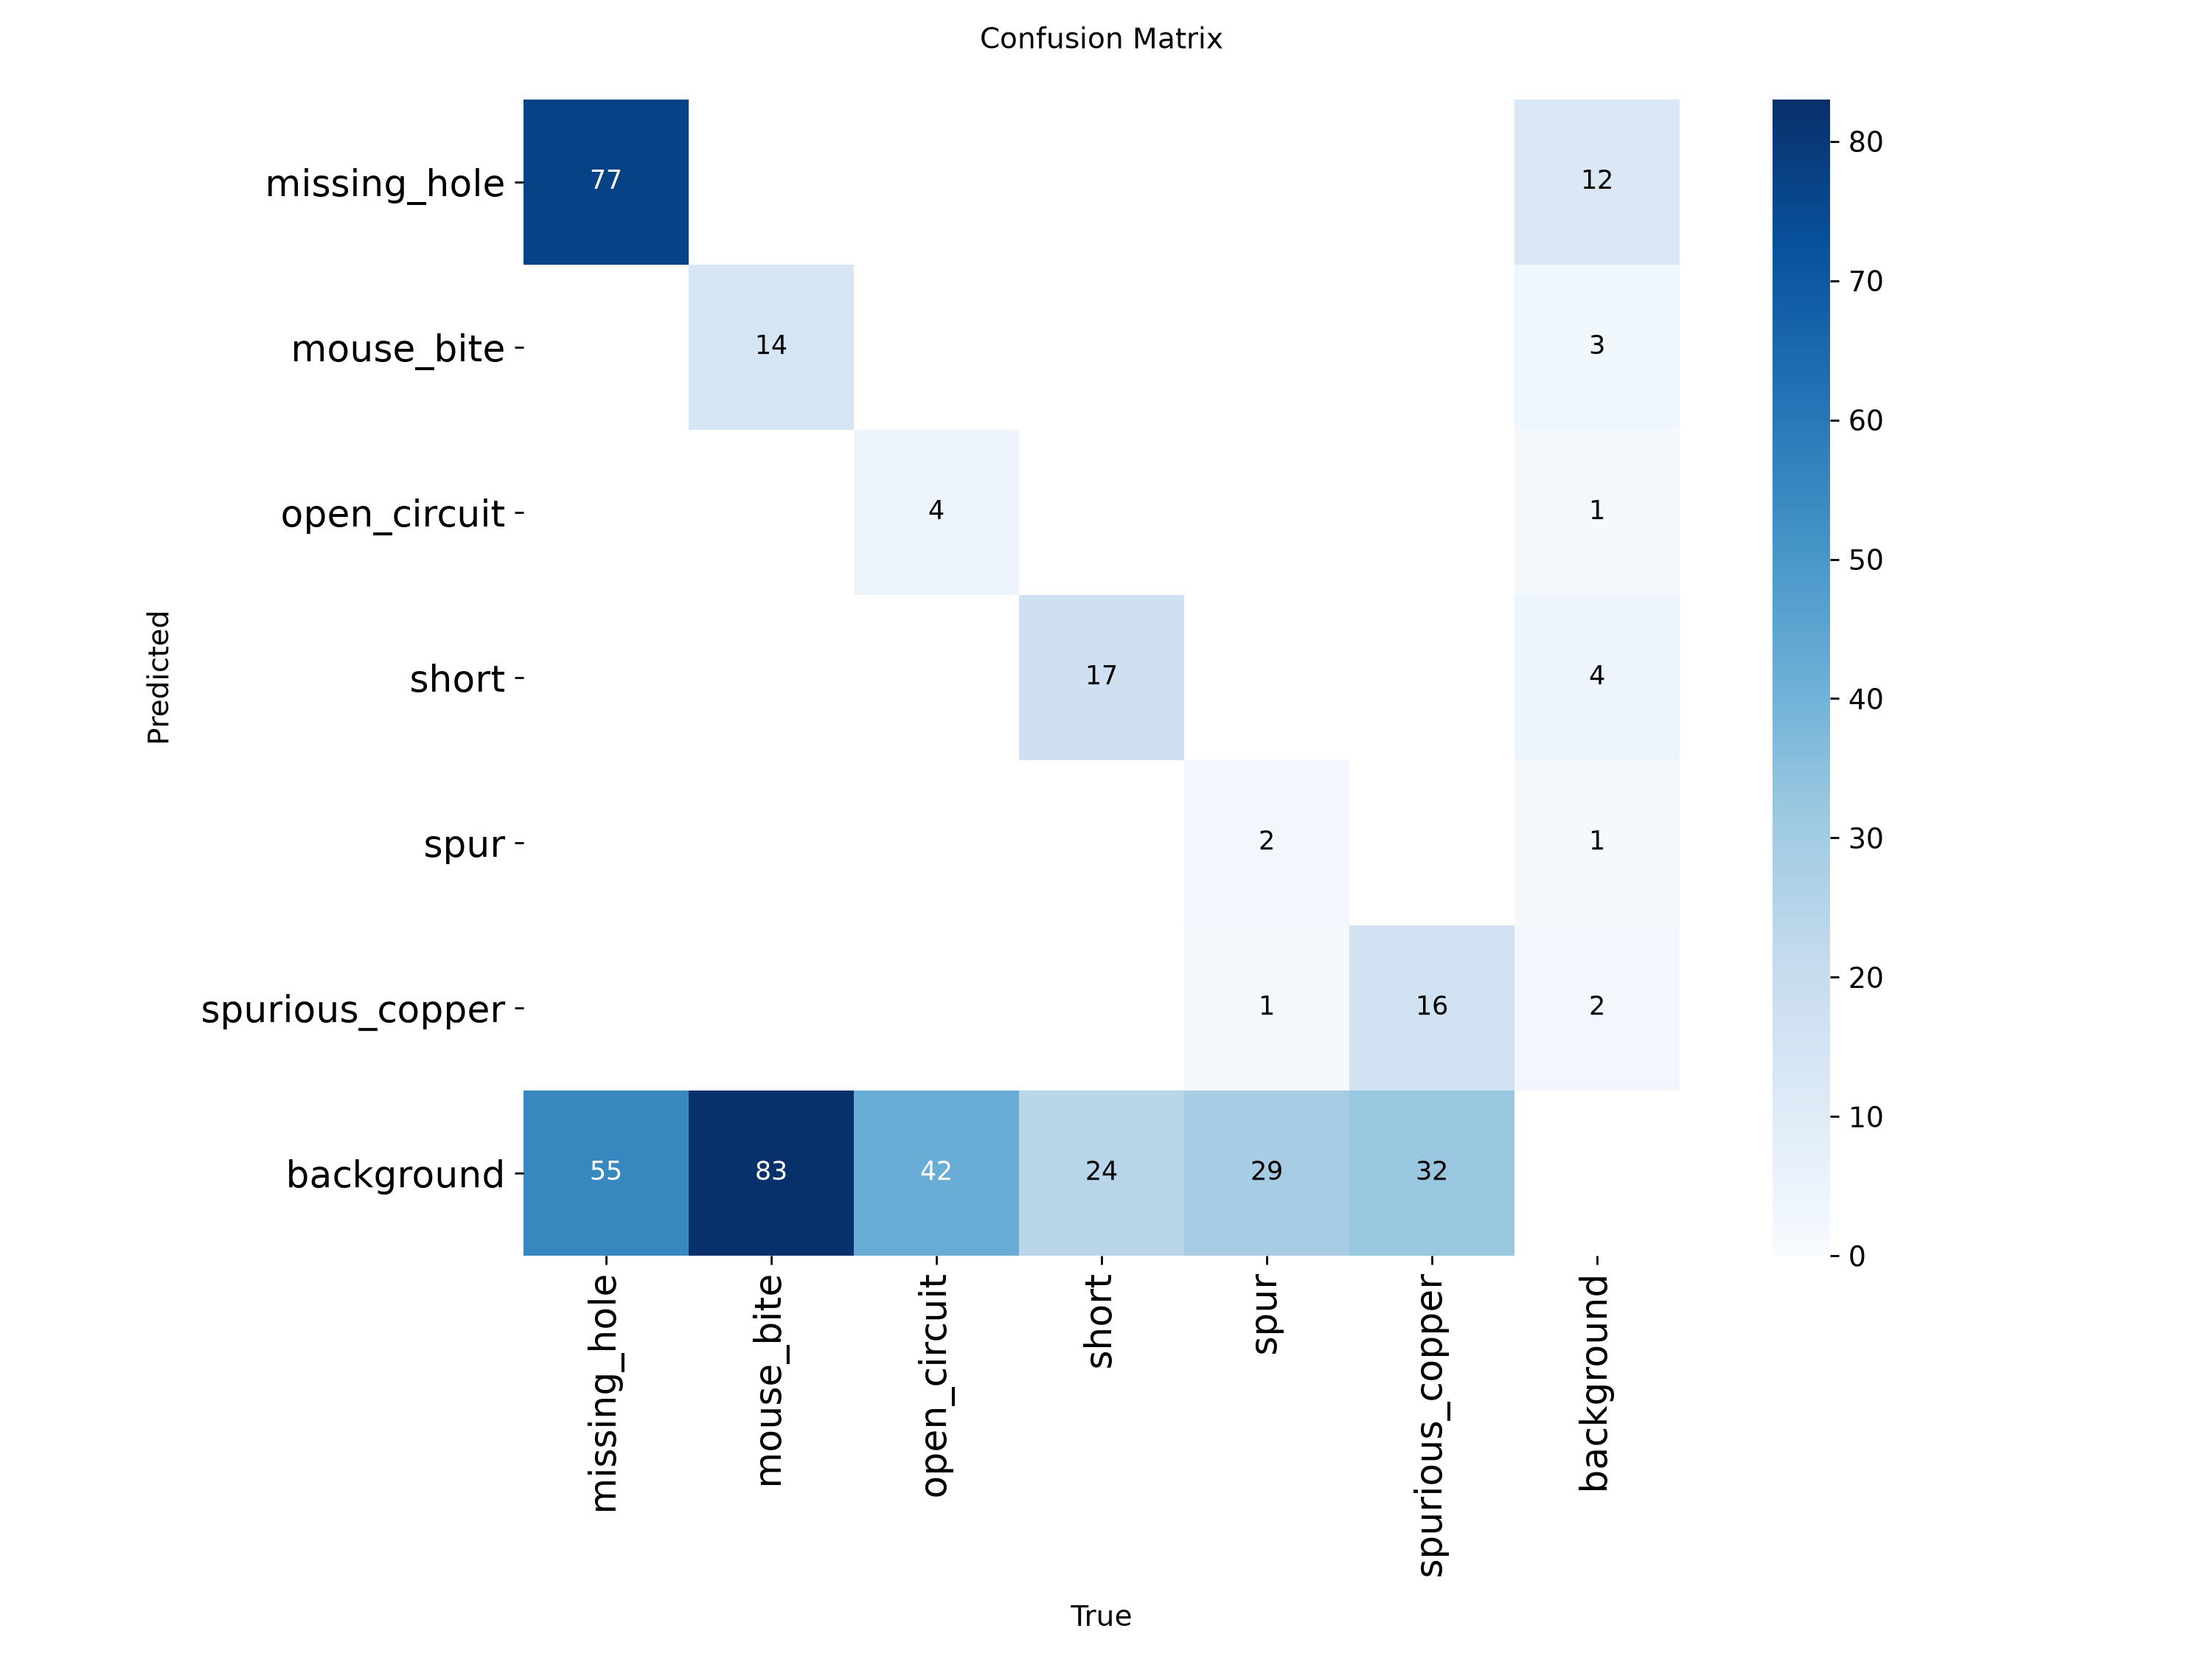 Confusion Matrix
missing_hole 77 12 80
70
mouse_bite 14 3
60
open_circuit 4 1
50
Predicted
short 17 4 40
30
spur 2 1
20
spurious_copper 1 16 2
10
background 55 83 42 24 29 32
0
missing_hole mouse_bite open_circuit short spur spurious_copper background
True